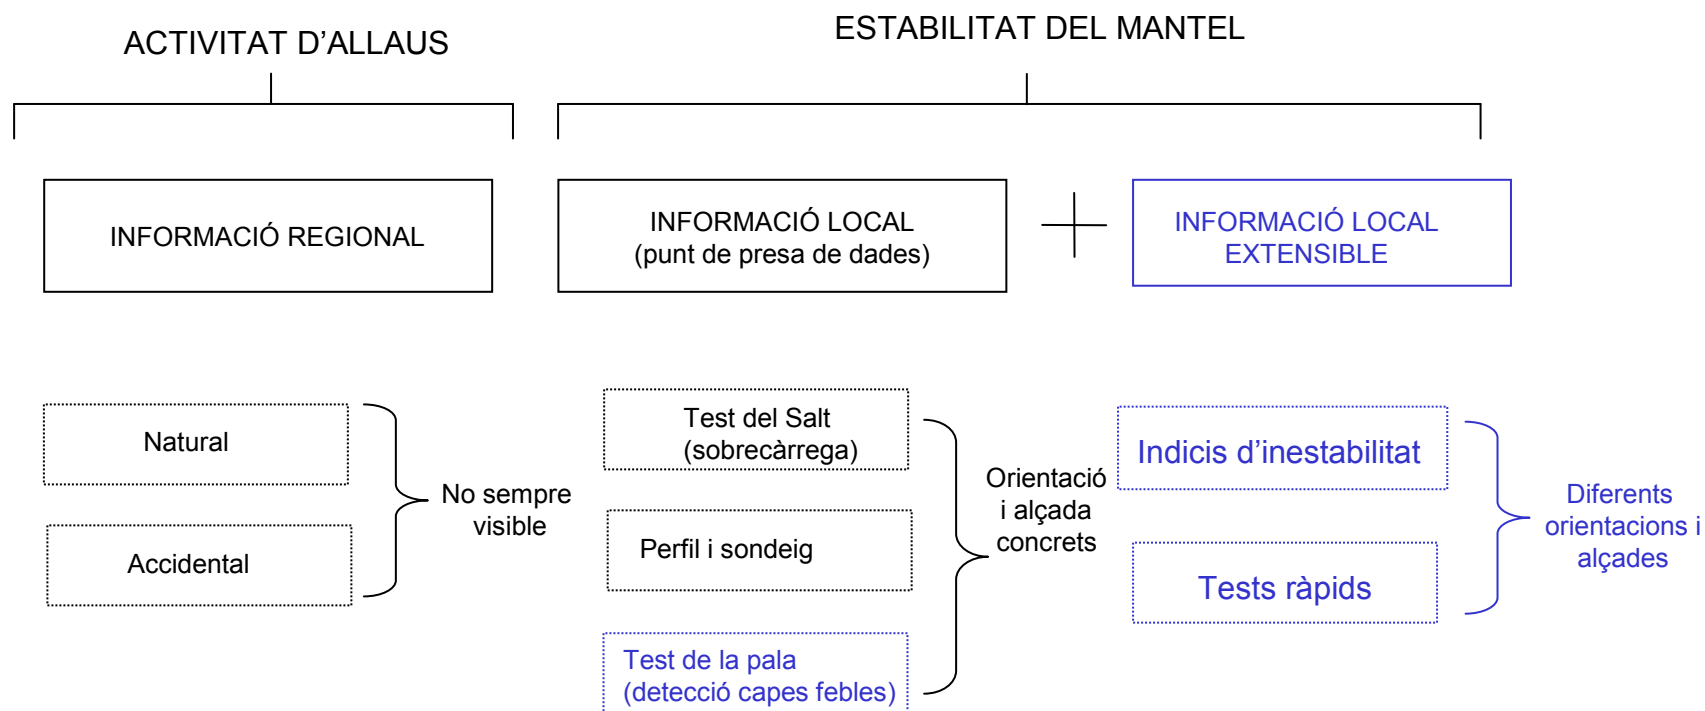 ACTIVITAT D’ALLAUS
ESTABILITAT DEL MANTEL
INFORMACIÓ REGIONAL
INFORMACIÓ LOCAL
(punt de presa de dades)
INFORMACIÓ LOCAL
EXTENSIBLE
Natural
Accidental
No sempre
visible
Test del Salt
(sobrecàrrega)
Perfil i sondeig
Test de la pala
(detecció capes febles)
Orientació
i alçada
concrets
Indicis d’inestabilitat
Tests ràpids
Diferents
orientacions i
alçades